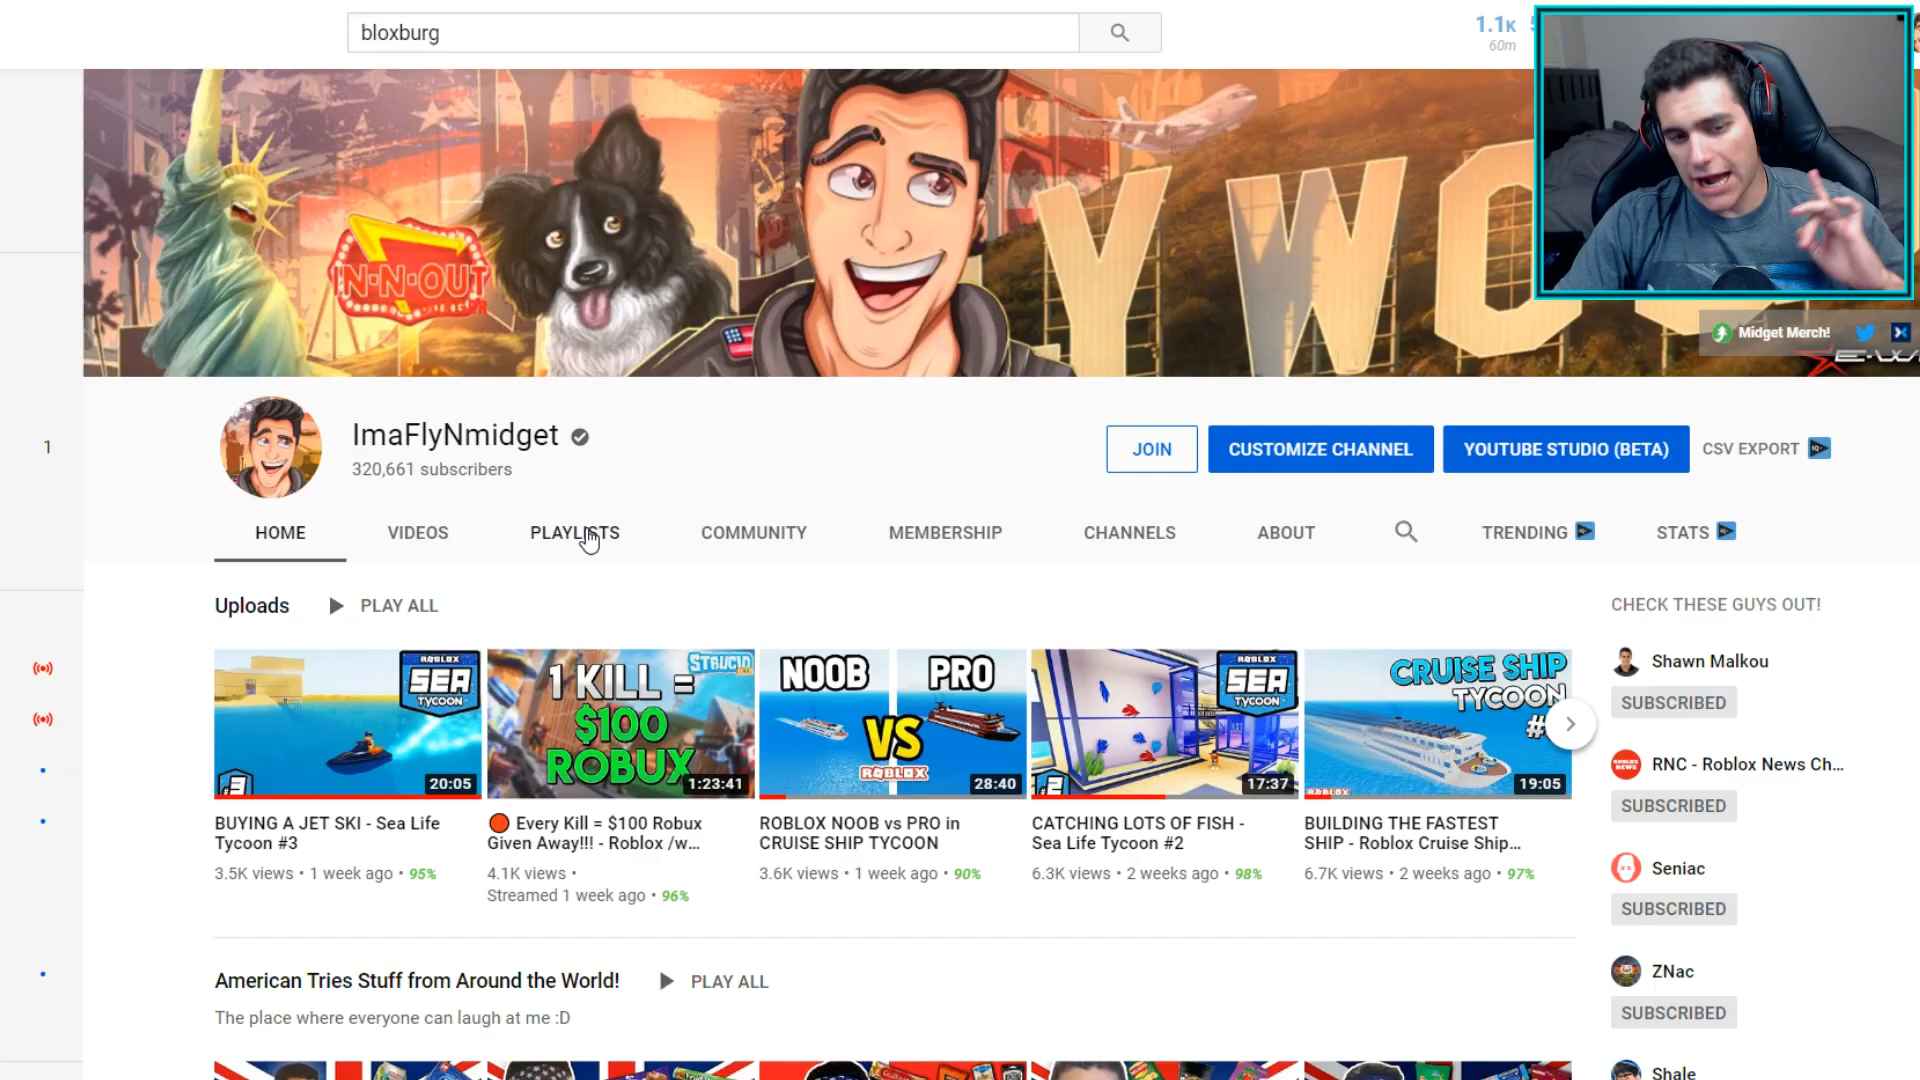 bloxburg
1.1K
60m
IN-N-OUT
Y WO
Midget Merch!
1
ImaFlyNmidget
320,661 subscribers
JOIN
CUSTOMIZE CHANNEL
YOUTUBE STUDIO (BETA)
CSV EXPORT
HOME
VIDEOS
PLAYLISTS
COMMUNITY
MEMBERSHIP
CHANNELS
ABOUT
TRENDING
STATS
Uploads
PLAY ALL
CHECK THESE GUYS OUT!
ROBLOX
SEA
TYCOON
#3
20:05
BUYING A JET SKI - Sea Life
Tycoon #3
3.5K views • 1 week ago • 95%
STRUCID
1 KILL =
$100
ROBUX
1:23:41
Every Kill = $100 Robux
Given Away!!! - Roblox /w...
4.1K views •
Streamed 1 week ago • 96%
NOOB
PRO
VS
ROBLOX
28:40
ROBLOX NOOB vs PRO in
CRUISE SHIP TYCOON
3.6K views • 1 week ago • 90%
ROBLOX
SEA
TYCOON
#2
17:37
CATCHING LOTS OF FISH -
Sea Life Tycoon #2
6.3K views • 2 weeks ago • 98%
CRUISE SHIP
TYCOON
#
ROBLOX
19:05
BUILDING THE FASTEST
SHIP - Roblox Cruise Ship...
6.7K views • 2 weeks ago • 97%
Shawn Malkou
SUBSCRIBED
RNC - Roblox News Ch...
SUBSCRIBED
Seniac
SUBSCRIBED
ZNac
SUBSCRIBED
Shale
American Tries Stuff from Around the World!
PLAY ALL
The place where everyone can laugh at me :D